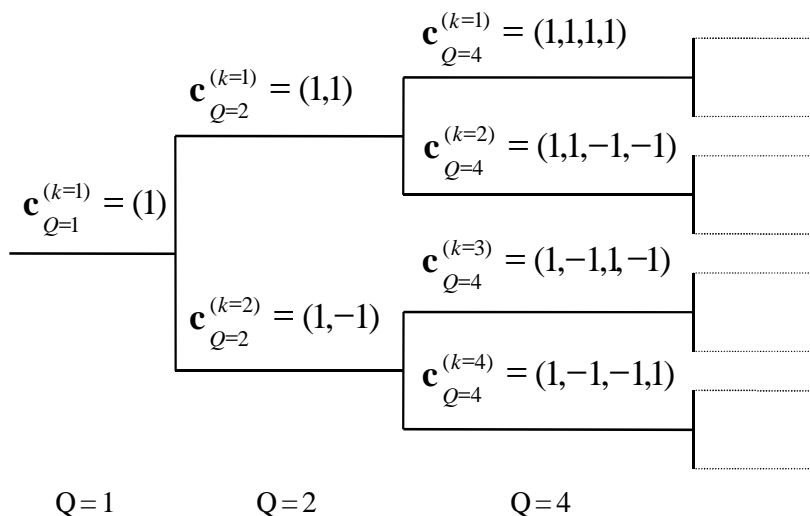 c_{Q=4}^{(k=1)} = (1,1,1,1)
c_{Q=2}^{(k=1)} = (1,1)
c_{Q=4}^{(k=2)} = (1,1,−1,−1)
c_{Q=1}^{(k=1)} = (1)
c_{Q=4}^{(k=3)} = (1,−1,1,−1)
c_{Q=2}^{(k=2)} = (1,−1)
c_{Q=4}^{(k=4)} = (1,−1,−1,1)
Q = 1 Q = 2 Q = 4